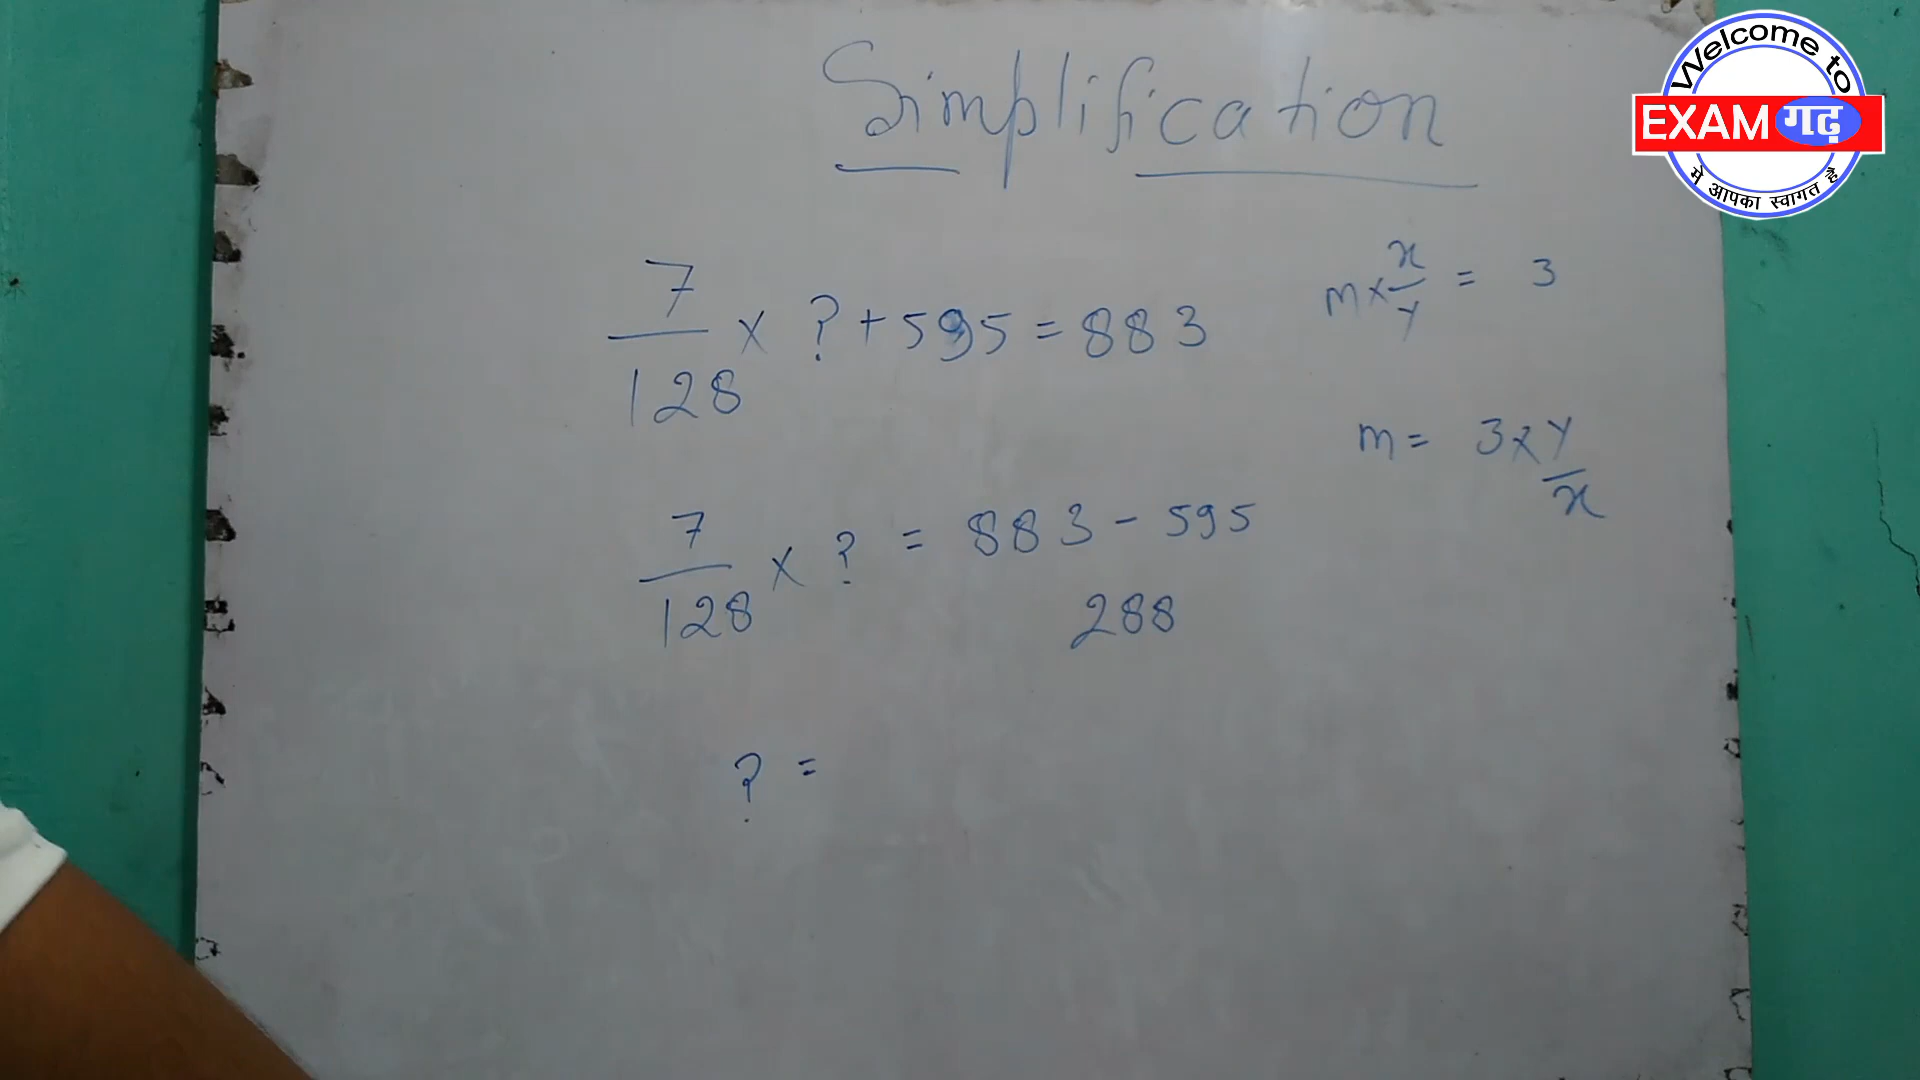 Welcome to
EXAM गढ़
मे आपका स्वागत है
Simplification
7/128 x ? + 595 = 883
m x x/y = 3
m = 3 x y/x
7/128 x ? = 883 - 595
288
? =